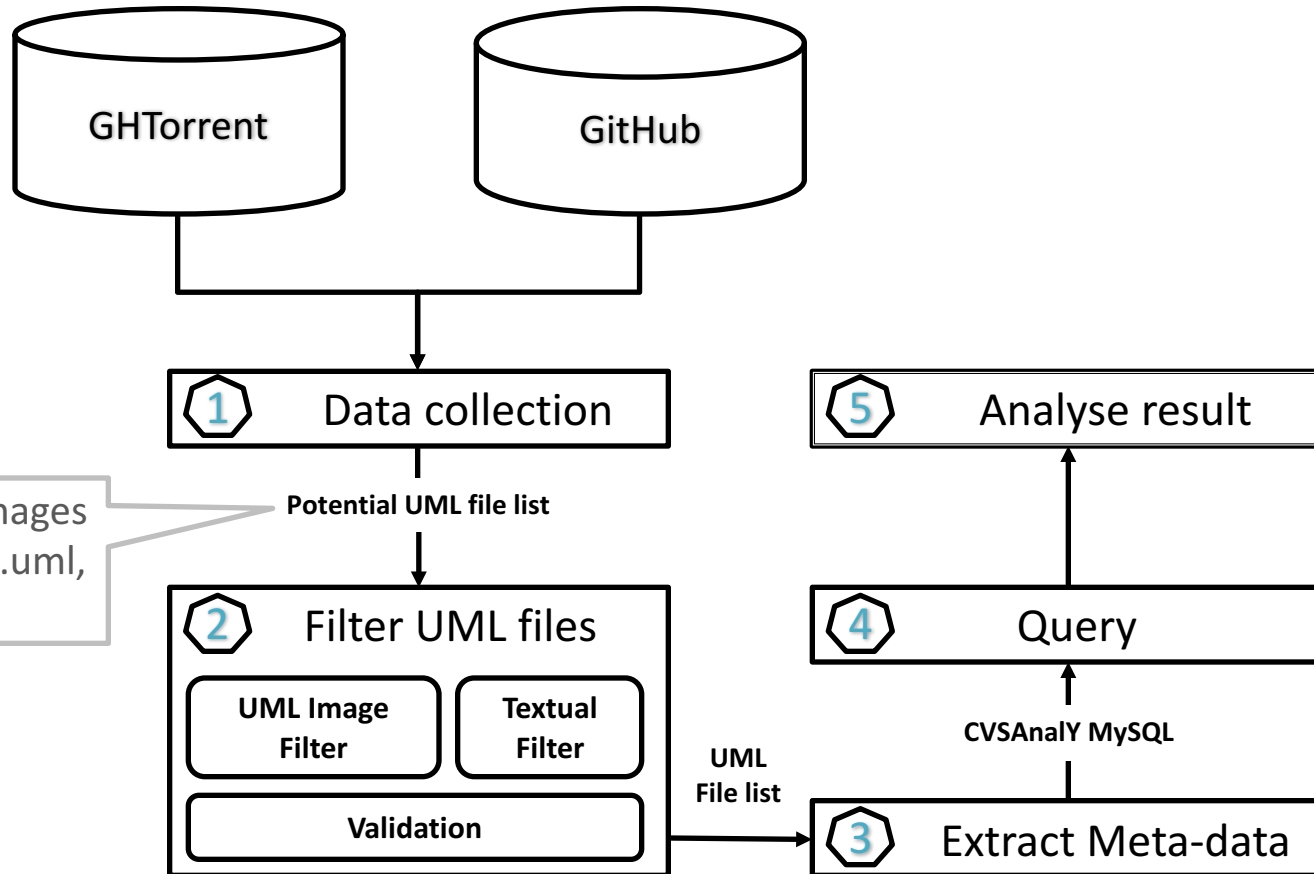 GHTorrent
GitHub
1 Data collection
Potential UML file list
.uml,
2 Filter UML files
UML Image
Filter
Textual
Filter
Validation
UML
File list
3 Extract Meta-data
CVSAnalY MySQL
4 Query
5 Analyse result